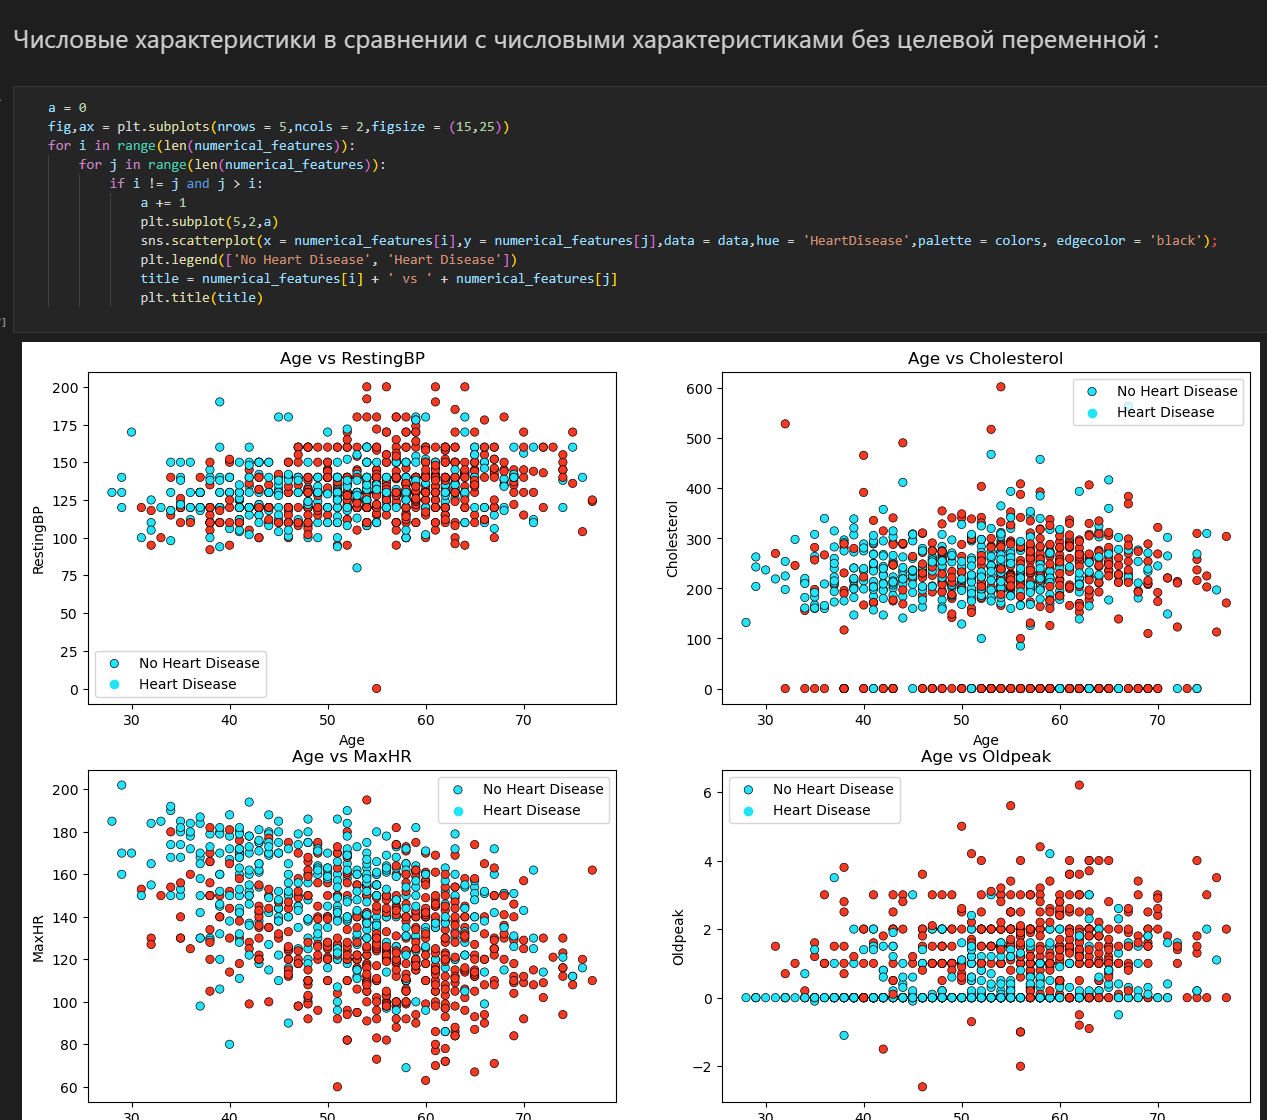 Числовые характеристики в сравнении с числовыми характеристиками без целевой переменной :
a = 0
fig,ax = plt.subplots(nrows = 5,ncols = 2,figsize = (15,25))
for i in range(len(numerical_features)):
for j in range(len(numerical_features)):
if i != j and j > i:
a += 1
plt.subplot(5,2,a)
sns.scatterplot(x = numerical_features[i],y = numerical_features[j],data = data,hue = 'HeartDisease',palette = colors, edgecolor = 'black');
plt.legend(['No Heart Disease', 'Heart Disease'])
title = numerical_features[i] + ' vs ' + numerical_features[j]
plt.title(title)
]
Age vs RestingBP
200
175
150
125
100
75
50
25
0
RestingBP
No Heart Disease
Heart Disease
30 40 50 60 70
Age
Age vs Cholesterol
600
500
400
300
200
100
0
Cholesterol
No Heart Disease
Heart Disease
30 40 50 60 70
Age
Age vs MaxHR
200
180
160
140
120
100
80
60
MaxHR
No Heart Disease
Heart Disease
30 40 50 60 70
Age vs Oldpeak
6
4
2
0
−2
Oldpeak
No Heart Disease
Heart Disease
30 40 50 60 70